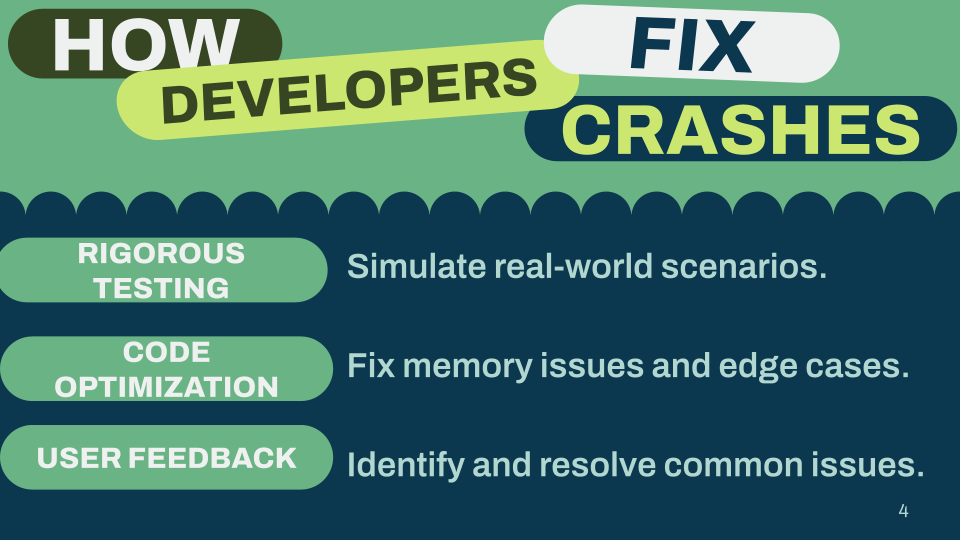 HOW
DEVELOPERS
FIX
CRASHES
RIGOROUS
TESTING
Simulate real-world scenarios.
CODE
OPTIMIZATION
Fix memory issues and edge cases.
USER FEEDBACK
Identify and resolve common issues.
4